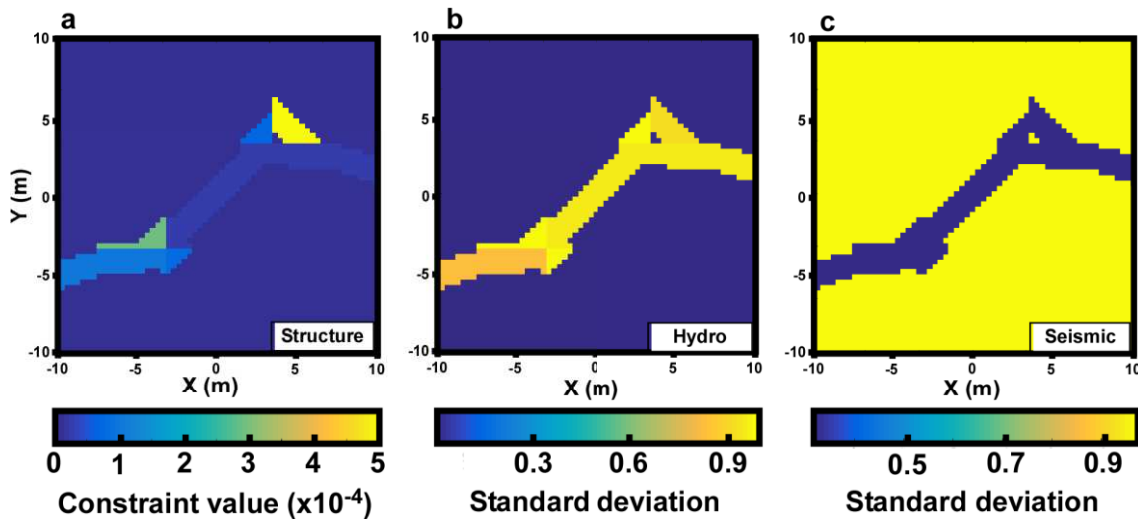 a b c
10 10 10
5 5 5
Y (m) 0 0 0
-5 -5 -5
Structure Hydro Seismic
-10 -10 -10
-10 -5 0 5 10 -10 -5 0 5 10 -10 -5 0 5 10
X (m) X (m) X (m)
0 1 2 3 4 5 0.3 0.6 0.9 0.5 0.7 0.9
Constraint value (x10-4) Standard deviation Standard deviation